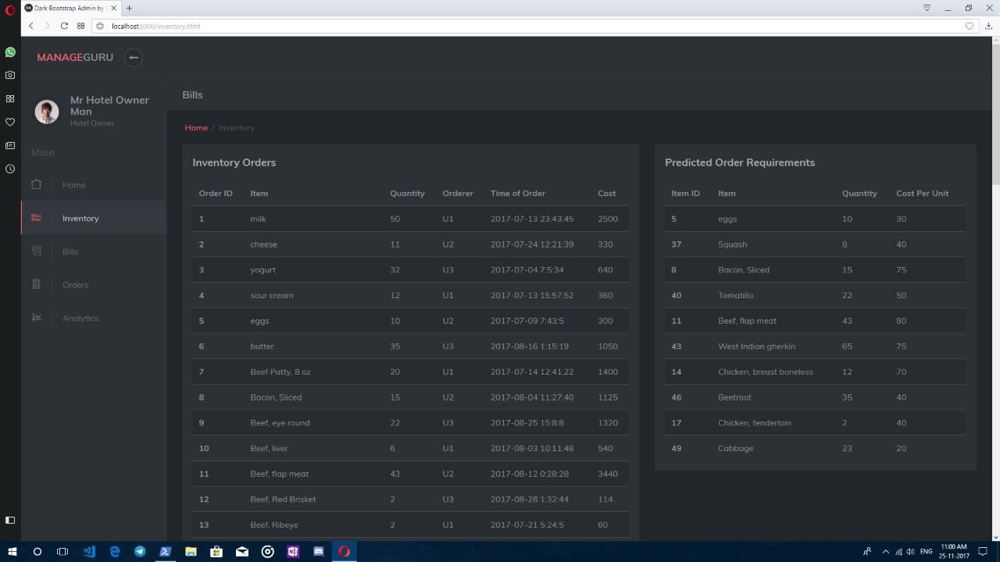 Dark Bootstrap Admin by
localhost:8000/inventory.html
MANAGEGURU
Mr Hotel Owner Man
Hotel Owner
Main
Home
Inventory
Bills
Orders
Analytics
Bills
Home / Inventory
Inventory Orders
Order ID Item Quantity Orderer Time of Order Cost
1 milk 50 U1 2017-07-13 23:43:45 2500
2 cheese 11 U2 2017-07-24 12:21:39 330
3 yogurt 32 U3 2017-07-04 7:5:34 640
4 sour cream 12 U1 2017-07-13 15:57:52 360
5 eggs 10 U2 2017-07-09 7:43:5 300
6 butter 35 U3 2017-08-16 1:15:19 1050
7 Beef Patty, 8 oz 20 U1 2017-07-14 12:41:22 1400
8 Bacon, Sliced 15 U2 2017-08-04 11:27:40 1125
9 Beef, eye round 22 U3 2017-08-25 15:8:8 1320
10 Beef, liver 6 U1 2017-08-03 10:11:48 540
11 Beef, flap meat 43 U2 2017-08-12 0:28:28 3440
12 Beef, Red Brisket 2 U3 2017-08-28 1:32:44 114
13 Beef, Ribeye 2 U1 2017-07-21 5:24:5 60
Predicted Order Requirements
Item ID Item Quantity Cost Per Unit
5 eggs 10 30
37 Squash 8 40
8 Bacon, Sliced 15 75
40 Tomatillo 22 50
11 Beef, flap meat 43 80
43 West Indian gherkin 65 75
14 Chicken, breast boneless 12 70
46 Beetroot 35 40
17 Chicken, tenderloin 2 40
49 Cabbage 23 20
ENG
11:00 AM
25-11-2017